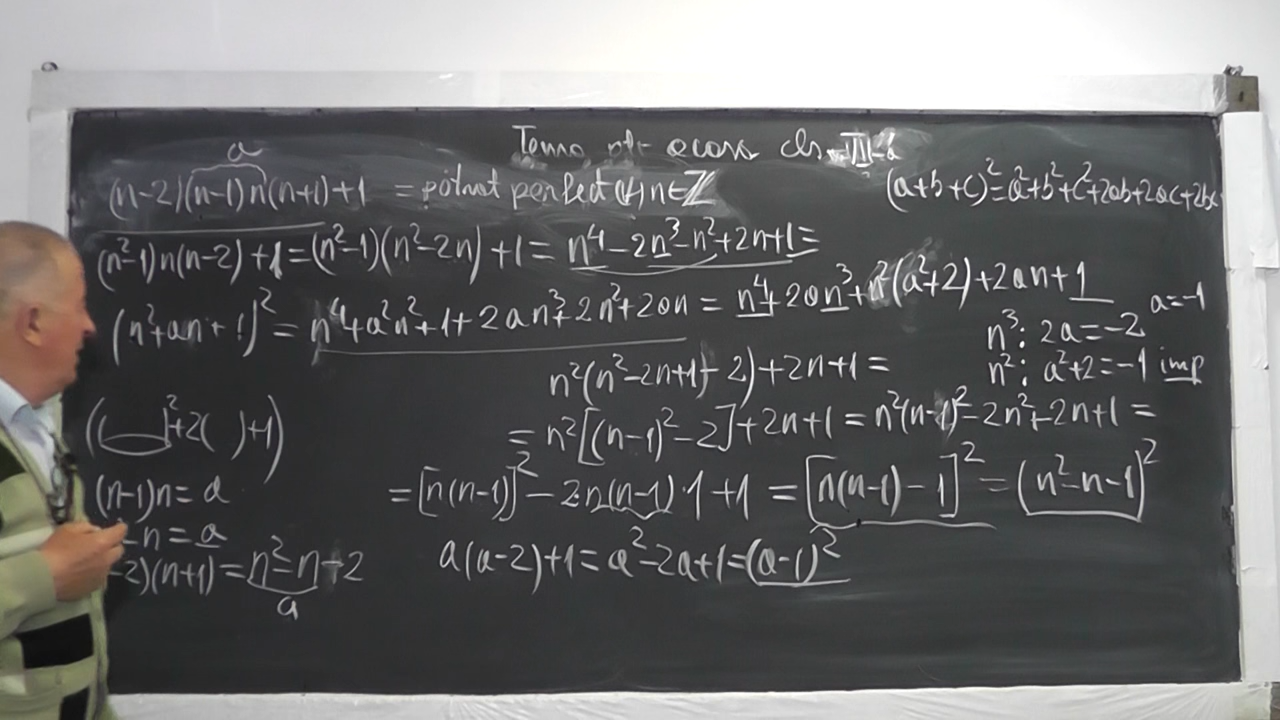 Tema ptr acasă cls VII-a
a
(n-2)(n-1)n(n+1)+1 = pătrat perfect (∀) n∈ℤ
(a+b+c)²=a²+b²+c²+2ab+2ac+2bc
(n²-1)n(n-2)+1=(n²-1)(n²-2n)+1= n⁴-2n³-n²+2n+1=
(n²+an+1)² = n⁴+a²n²+1+2an³+2n²+2an = n⁴+2an³+n²(a²+2)+2an+1
a=-1
n³: 2a=-2
n²: a²+2=-1 imp
n²(n²-2n+1-2)+2n+1=
= n²[(n-1)²-2]+2n+1= n²(n-1)²-2n²+2n+1=
(( )²+2( )+1)
(n-1)n= a
=[n(n-1)]²-2·n(n-1)·1+1 =[n(n-1)-1]²=(n²-n-1)²
-n=a
-2)(n+1)=n²-n+2
a
a(a-2)+1=a²-2a+1=(a-1)²